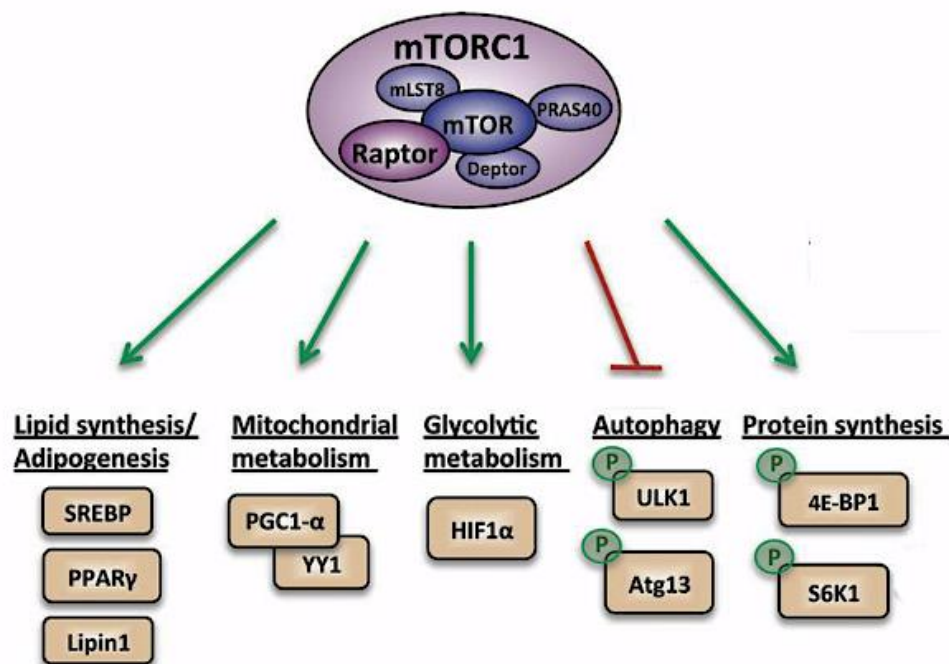 mTORC1
mLST8
PRAS40
mTOR
Raptor
Deptor
Lipid synthesis/
Adipogenesis
SREBP
PPARγ
Lipin1
Mitochondrial
metabolism
PGC1-α
YY1
Glycolytic
metabolism
HIF1α
Autophagy
P
ULK1
P
Atg13
Protein synthesis
P
4E-BP1
P
S6K1